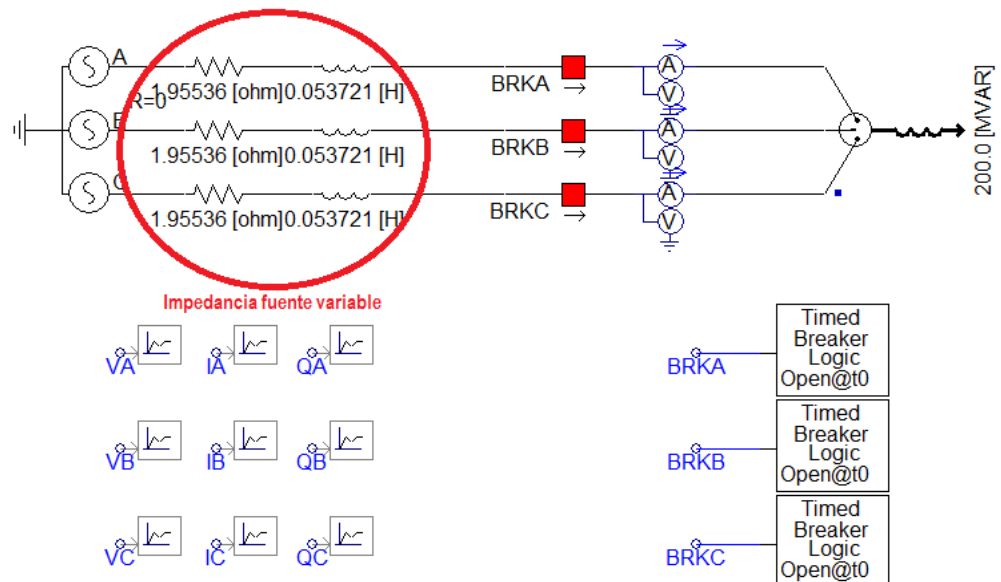 A
1.95536 [ohm]0.053721 [H]
BRKA
A
V
R=0
1.95536 [ohm]0.053721 [H]
BRKB
A
V
200.0 [MVAR]
C
1.95536 [ohm]0.053721 [H]
BRKC
A
V
Impedancia fuente variable
VA
IA
QA
BRKA
Timed
Breaker
Logic
Open@t0
VB
IB
QB
BRKB
Timed
Breaker
Logic
Open@t0
VC
IC
QC
BRKC
Timed
Breaker
Logic
Open@t0